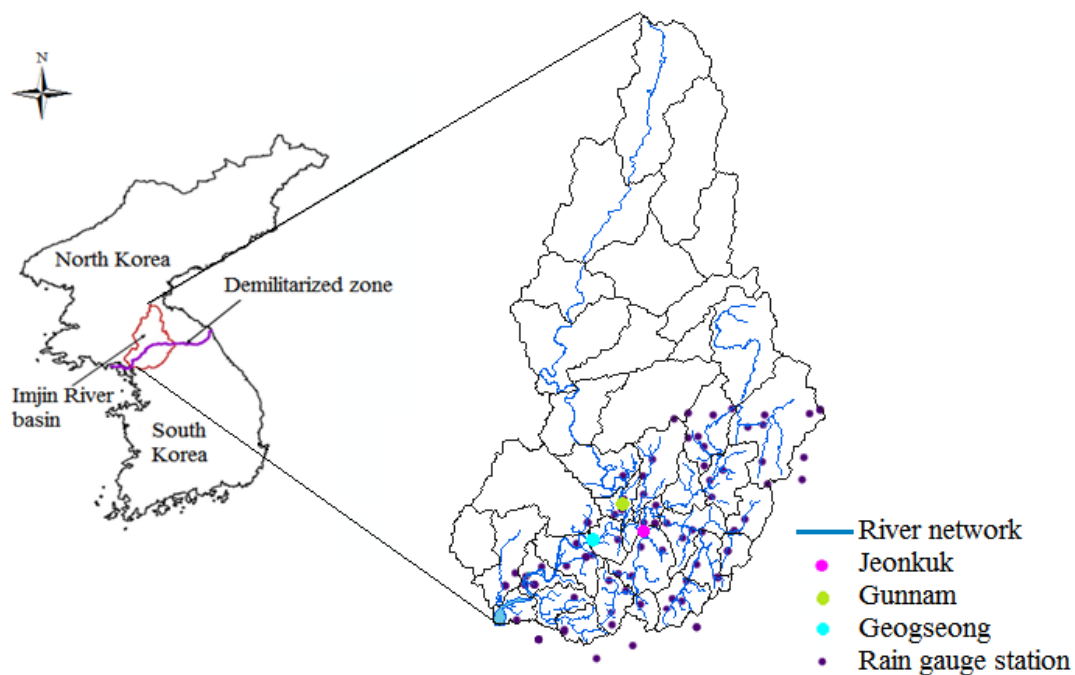 N
North Korea
Demilitarized zone
Imjin River
basin
South
Korea
River network
Jeonkuk
Gunnam
Geogseong
Rain gauge station